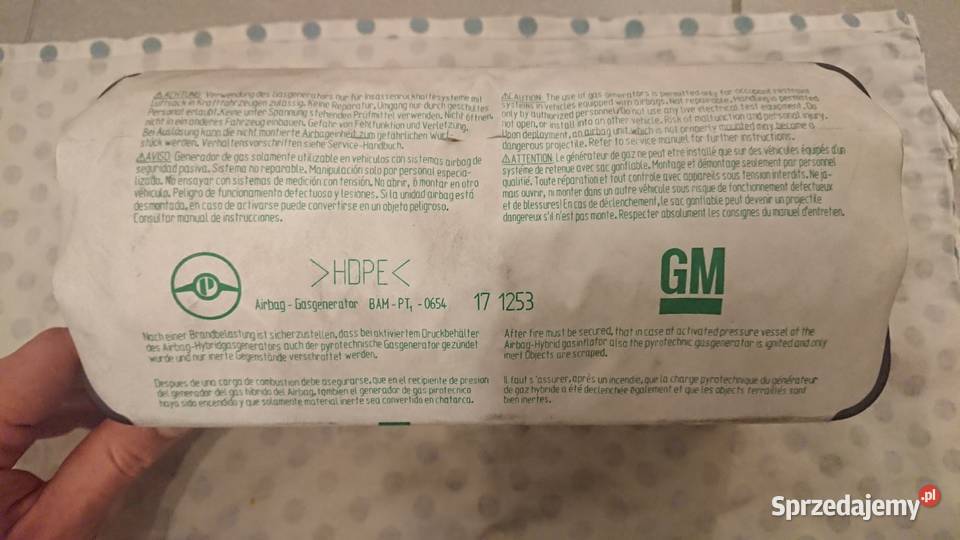 ⚠ACHTUNG: Verwendung des Gasgenerators nur für Insassenrückhaltesysteme mit
Luftsack in Kraftfahrzeugen zulässig. Keine Reparatur, Umgang nur durch geschultes
Personal erlaubt. Keine unter Spannung stehenden Prüfmittel verwenden. Nicht öffnen,
nicht in ein anderes Fahrzeug einbauen. Gefahr von Fehlfunktion und Verletzung.
Bei Auslösung kann die nicht montierte Airbageinheit zum gefährlichen Wurf-
stück werden. Verhaltensvorschriften siehe Service-Handbuch.
⚠AVISO: Generador de gas solamente utilizable en vehículos con sistemas airbag de
seguridad pasiva. Sistema no reparable. Manipulación solo por personal especia-
lizado. No ensayar con sistemas de medición con tensión. No abrir, ó montar en otro
véhicula. Peligro de funcionamiento defectuoso y lesiones. Si la unidad airbag está
desmontada, en caso de activarse puede convertirse en un objeto peligroso.
Consultar manual de instrucciones.
⚠CAUTION: The use of gas generators is permitted only for occupant restraint
systems in vehicles equipped with airbags. Not repairable. Handling is permitted
only by authorized personnel. Do not use any live electrical test equipment. Do
not open, or install into an other vehicle. Risk of malfunction and personal injury.
Upon deployment, an airbag unit which is not properly mounted may become a
dangerous projectile. Refer to service manual for further instructions.
⚠ATTENTION: Le générateur de gaz ne peut etre installé que sur des véhicules équipés d'un
système de retenue avec sac gonflable. Montage et démontage seulement par personnel
qualifié. Toute réparation et tout controle avec appareils sous tension interdits. Ne ja-
mais ouvrir, ni monter dans un autre véhicule sous risque de fonctionnement defectueux
et de blessures! En cas de déclenchement, le sac gonflable peut devenir un projectile
dangereux s'il n'est pas monte. Respecter absolument les consignes du manuel d'entretien.
>HDPE<
Airbag-Gasgenerator BAM-PT₁-0654 17 1253
GM
Nach einer Brandbelastung ist sicherzustellen, dass bei aktiviertem Druckbehälter
des Airbag-Hybridgasgenerators auch der pyrotechnische Gasgenerator gezündet
wurde und nur inerte Gegenstände verschrottet werden.
After fire must be secured, that in case of activated pressure vessel of the
Airbag-Hybrid gasinflator also the pyrotechnic gasgenerator is ignited and only
inert Objects are scraped.
Despues de una carga de combustion debe asegurarse, que en el recipiente de presion
del generador del gas hibrido del Airbag, tambien el generador de gas pirotecnico
haya sido encendido y que solamente material inerte sea convertido en chatarca.
Il faut s'assurer, après un incendie, que la charge pyrotechnique du générateur
de gaz hybride a été déclenchée également et que les objets ferraillés sont
bien inertes.
Sprzedajemy.pl